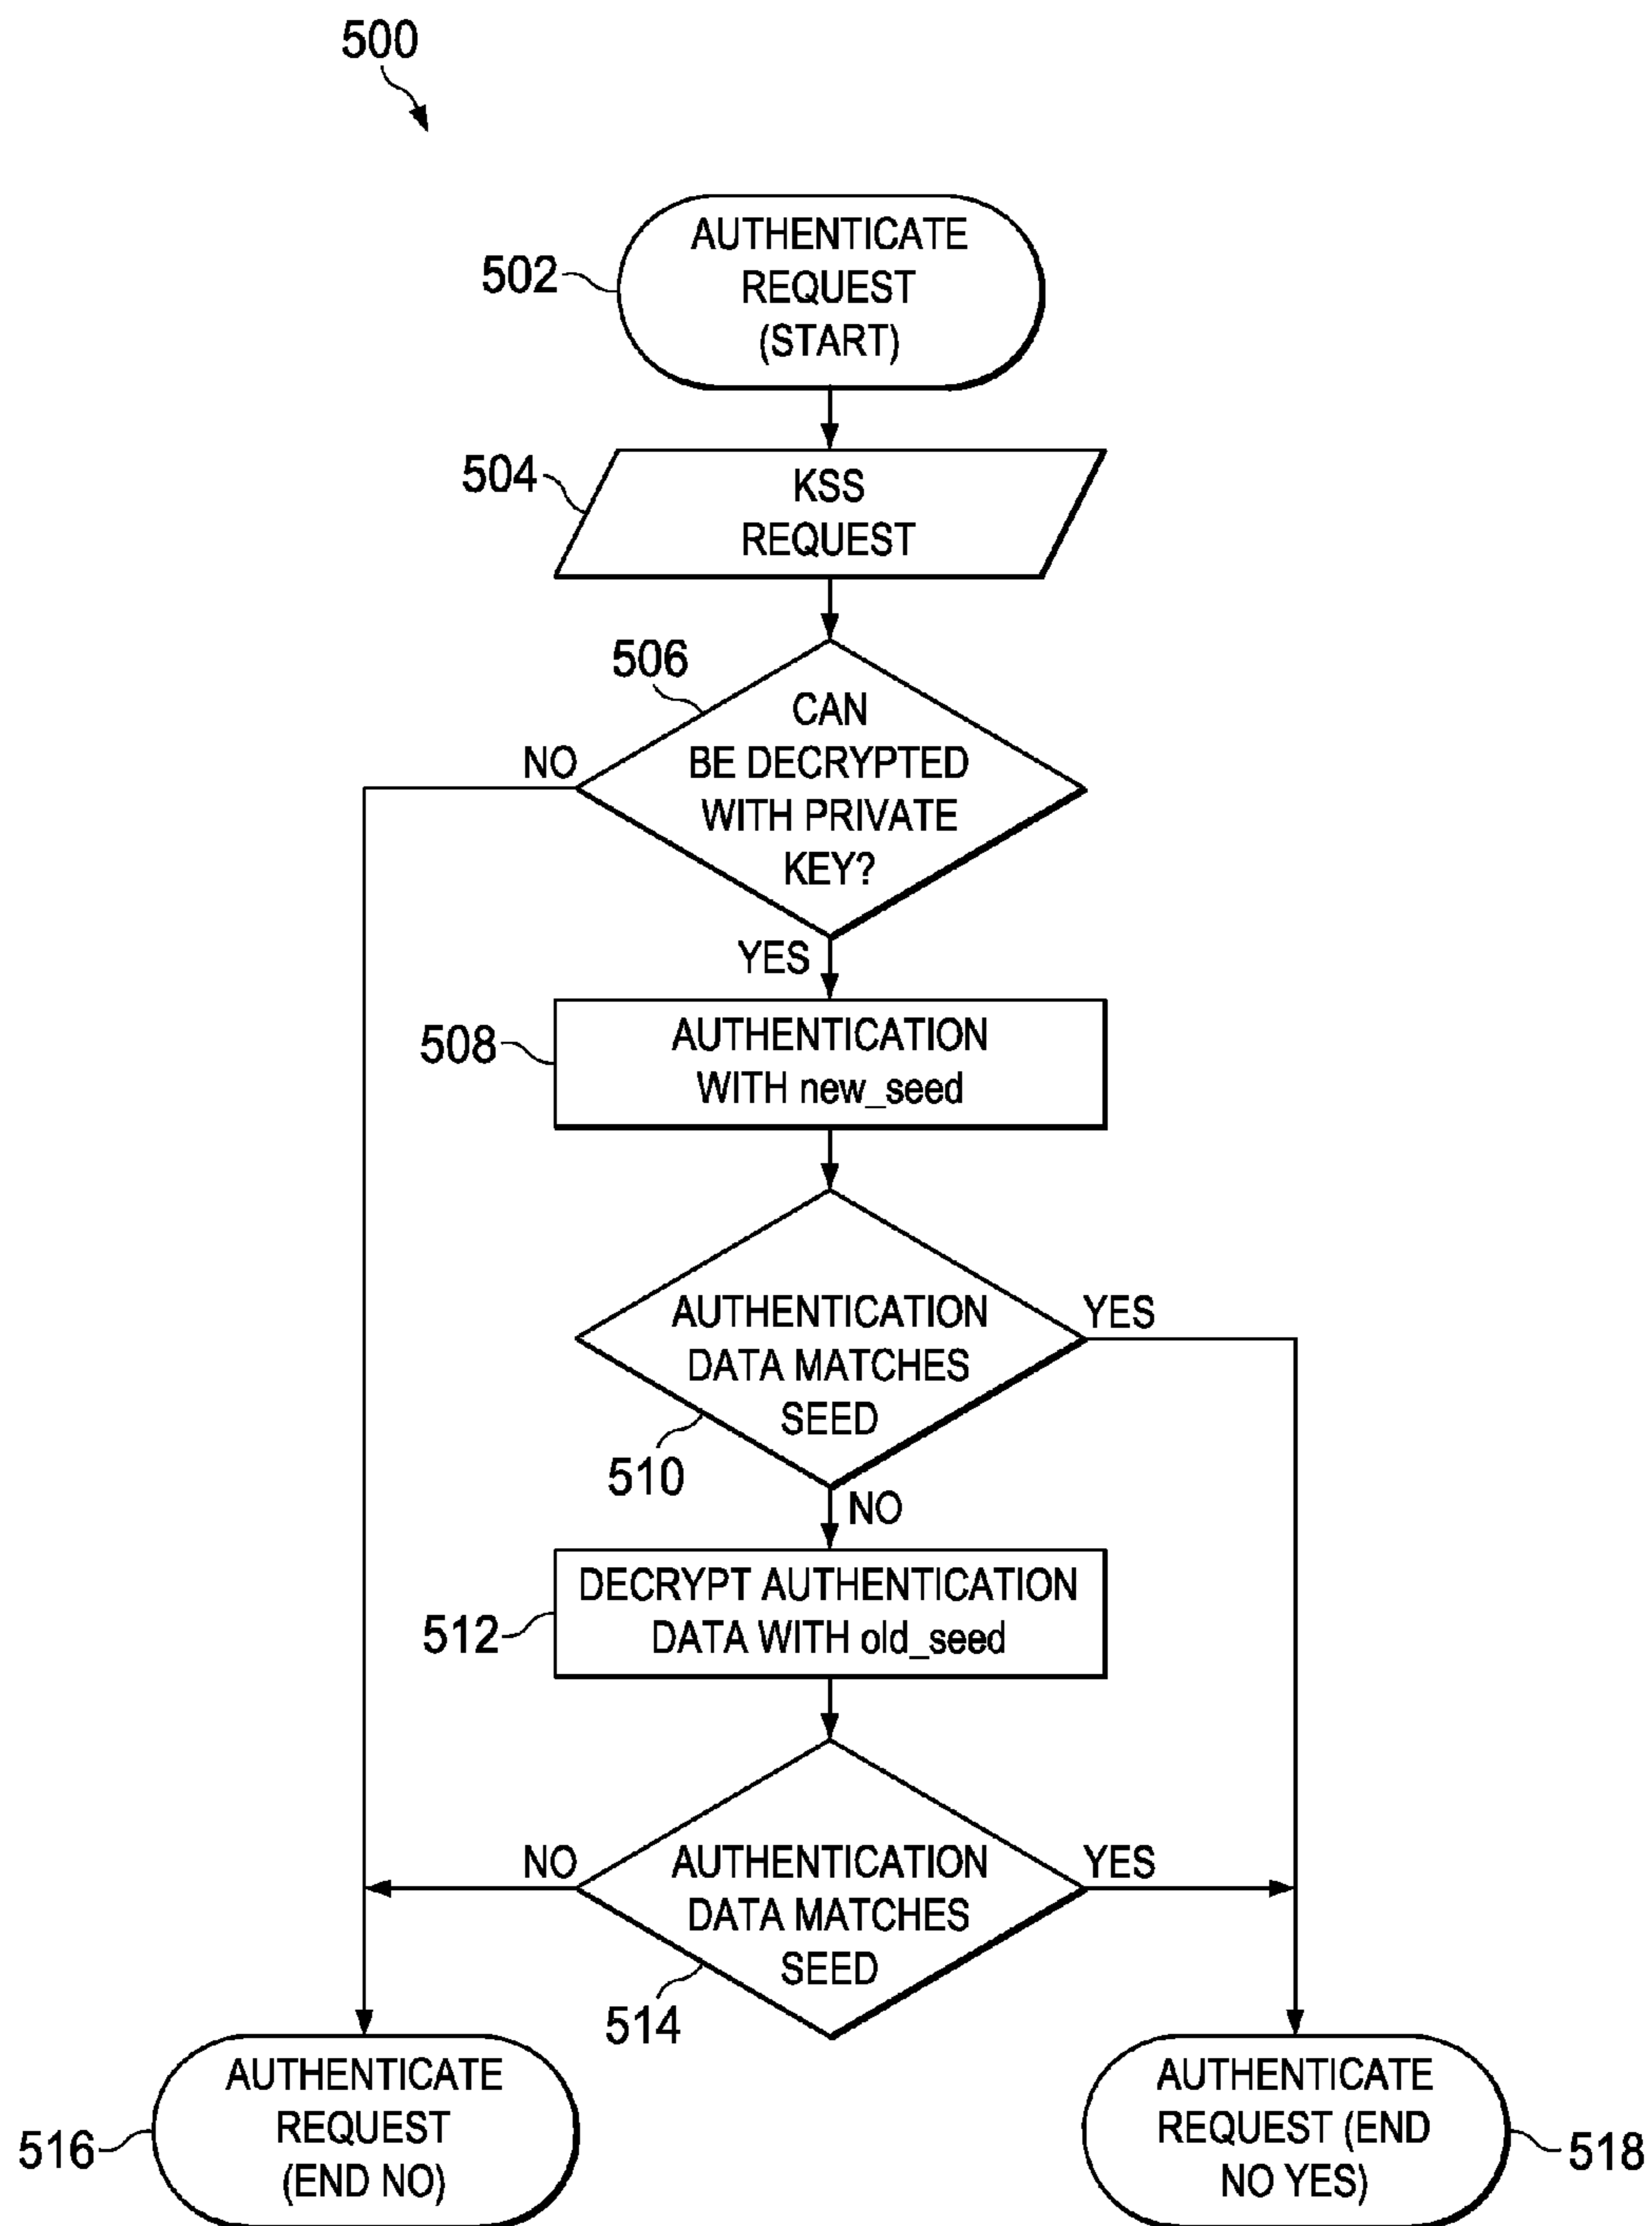 500
AUTHENTICATE
REQUEST
(START)
502
504
KSS
REQUEST
506
CAN
BE DECRYPTED
WITH PRIVATE
KEY?
NO
YES
508
AUTHENTICATION
WITH new_seed
AUTHENTICATION
DATA MATCHES
SEED
YES
510
NO
DECRYPT AUTHENTICATION
DATA WITH old_seed
512
NO
AUTHENTICATION
DATA MATCHES
SEED
YES
514
AUTHENTICATE
REQUEST
(END NO)
516
AUTHENTICATE
REQUEST (END
NO YES)
518